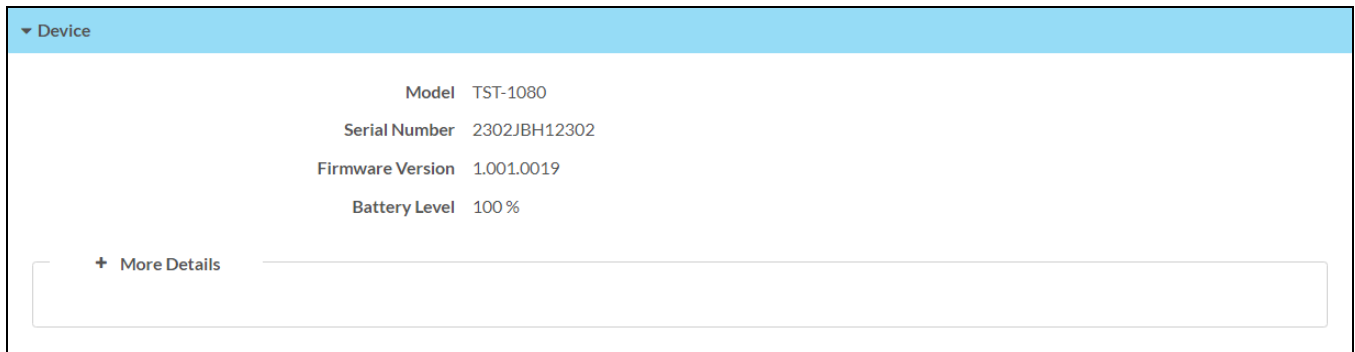 Device
Model TST-1080
Serial Number 2302JBH12302
Firmware Version 1.001.0019
Battery Level 100 %
+ More Details